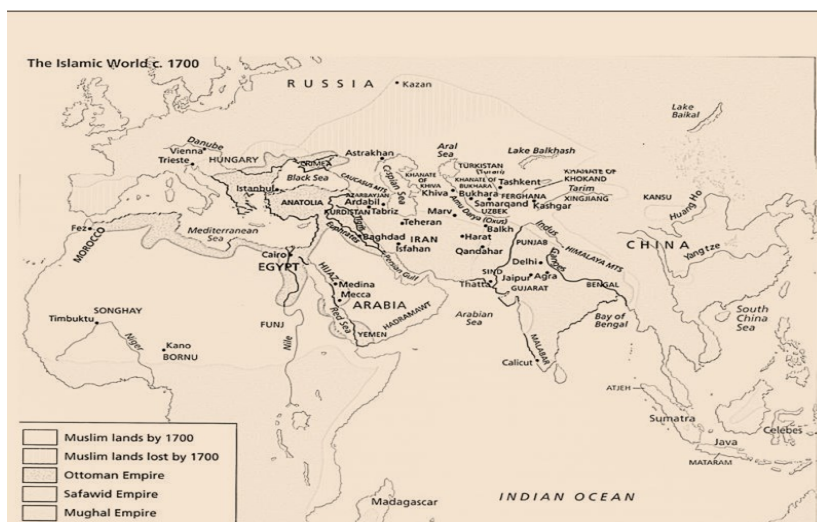 The Islamic World c. 1700
RUSSIA
Kazan
Lake
Baikal
Danube
Vienna
Trieste
HUNGARY
CRIMEA
Astrakhan
Aral
Sea
Lake Balkhash
Black Sea
CAUCASUS MTS
Caspian Sea
KHANATE
OF
KHIVA
TÜRKISTAN
KHANATE OF
BUKHARA
Tashkent
KHANATE OF
KHOKAND
Istanbul
ANATOLIA
AZARBAYJAN
Ardabil
KURDISTAN
Tabriz
Khiva
Bukhara
Samarqand
FERGHANA
Kashgar
Tarim
XINGJIANG
KANSU
Huang Ho
Amu Darya (Oxus)
UZBEK
Marv
Balkh
Teheran
Fez
MOROCCO
Mediterranean
Sea
Euphrates
Baghdad
IRAN
Isfahan
Harat
Qandahar
Indus
PUNJAB
HIMALAYA MTS
CHINA
Yangtze
Cairo
EGYPT
Persian Gulf
Delhi
Ganges
Jaipur
Agra
SIND
Thatta
GUJARAT
BENGAL
HIJAZ
Medina
Mecca
ARABIA
HADRAMAWT
Red Sea
YEMEN
Arabian
Sea
Bay of
Bengal
South
China
Sea
SONGHAY
Timbuktu
Niger
Kano
BORNU
FUNJ
Nile
MALABAR
Calicut
ATJEH
Sumatra
Celebes
Java
MATARAM
Muslim lands by 1700
Muslim lands lost by 1700
Ottoman Empire
Safawid Empire
Mughal Empire
Madagascar
INDIAN OCEAN